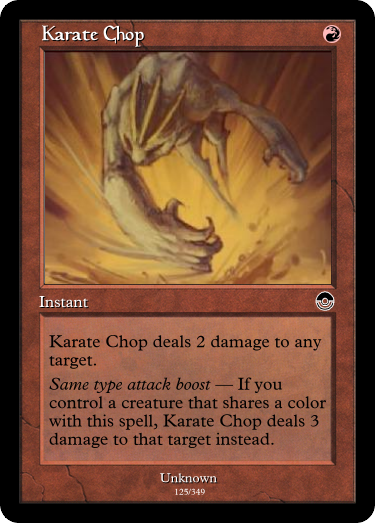 Karate Chop
Instant
Karate Chop deals 2 damage to any
target.
Same type attack boost — If you
control a creature that shares a color
with this spell, Karate Chop deals 3
damage to that target instead.
Unknown
125/349